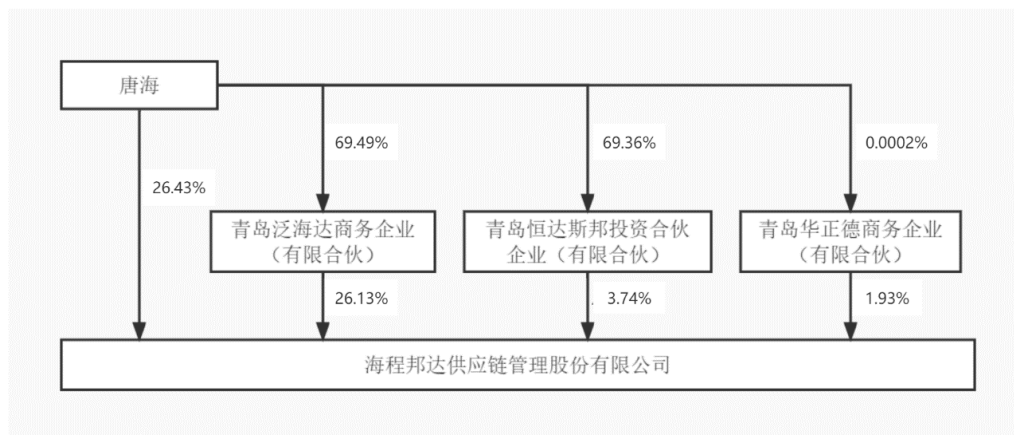 唐海
69.49%
69.36%
0.0002%
26.43%
青岛泛海达商务企业
（有限合伙）
青岛恒达斯邦投资合伙
企业（有限合伙）
青岛华正德商务企业
（有限合伙）
26.13%
3.74%
1.93%
海程邦达供应链管理股份有限公司